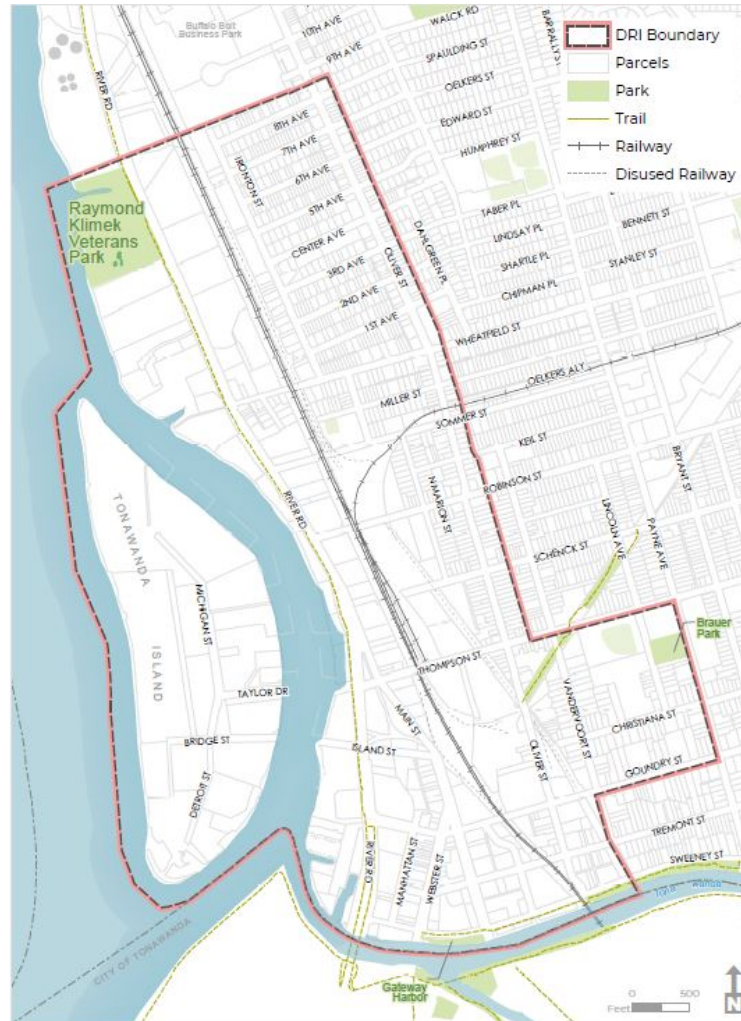 Buffalo Bolt
Business Park
10TH AVE
9TH AVE
WALCK RD
SPAULDING ST
OELKERS ST
EDWARD ST
HUMPHREY ST
BARRALLY ST
DRI Boundary
Parcels
Park
Trail
Railway
Disused Railway
RIVER RD
8TH AVE
7TH AVE
6TH AVE
5TH AVE
CENTER AVE
3RD AVE
2ND AVE
1ST AVE
IRONTON ST
OLIVER ST
DAHLGREEN PL
TABER PL
LINDSAY PL
SHARTLE PL
CHIPMAN PL
BENNETT ST
STANLEY ST
WHEATFIELD ST
Raymond
Klimek
Veterans
Park
MILLER ST
OELKERS ALY
SOMMER ST
KEIL ST
ROBINSON ST
N MARION ST
BRYANT ST
RIVER RD
LINCOLN AVE
PAYNE AVE
SCHENCK ST
TONAWANDA
ISLAND
MICHIGAN ST
TAYLOR DR
BRIDGE ST
DETROIT ST
THOMPSON ST
MAIN ST
ISLAND ST
Brauer
Park
VANDERVOORT ST
OLIVER ST
CHRISTIANA ST
GOUNDRY ST
TREMONT ST
SWEENEY ST
RIVER RD
MANHATTAN ST
WEBSTER ST
CITY OF TONAWANDA
Gateway
Harbor
0 500
Feet
N